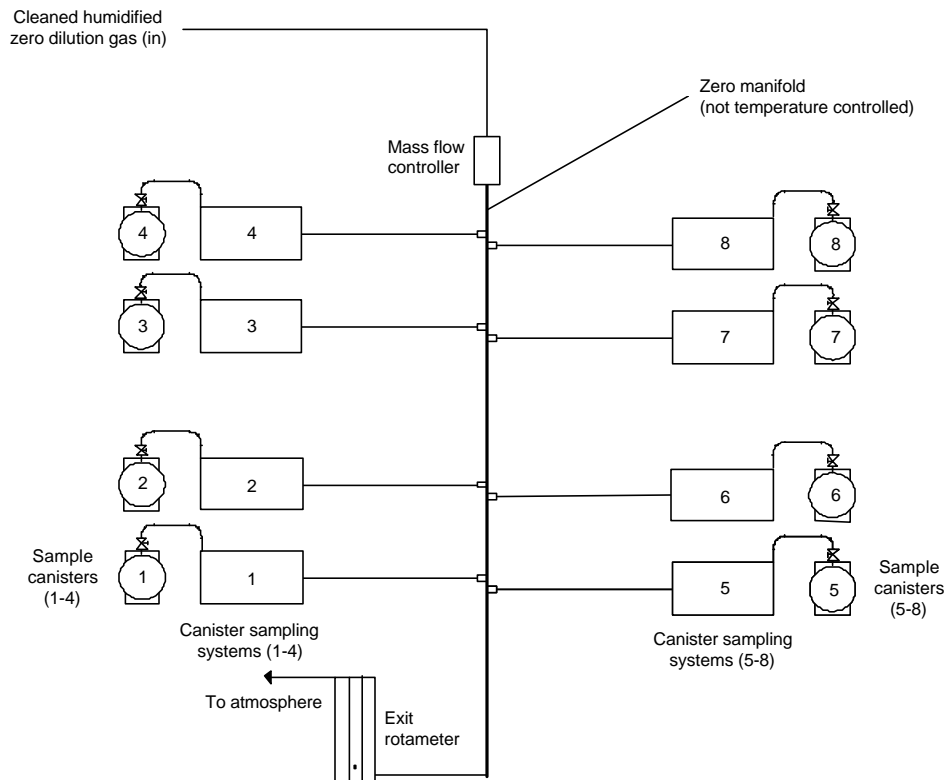 Cleaned humidified
zero dilution gas (in)
Zero manifold
(not temperature controlled)
Mass flow
controller
4
4
8
8
3
3
7
7
2
2
6
6
Sample
canisters
(1-4)
1
1
5
5
Sample
canisters
(5-8)
Canister sampling
systems (1-4)
Canister sampling
systems (5-8)
To atmosphere
Exit
rotameter